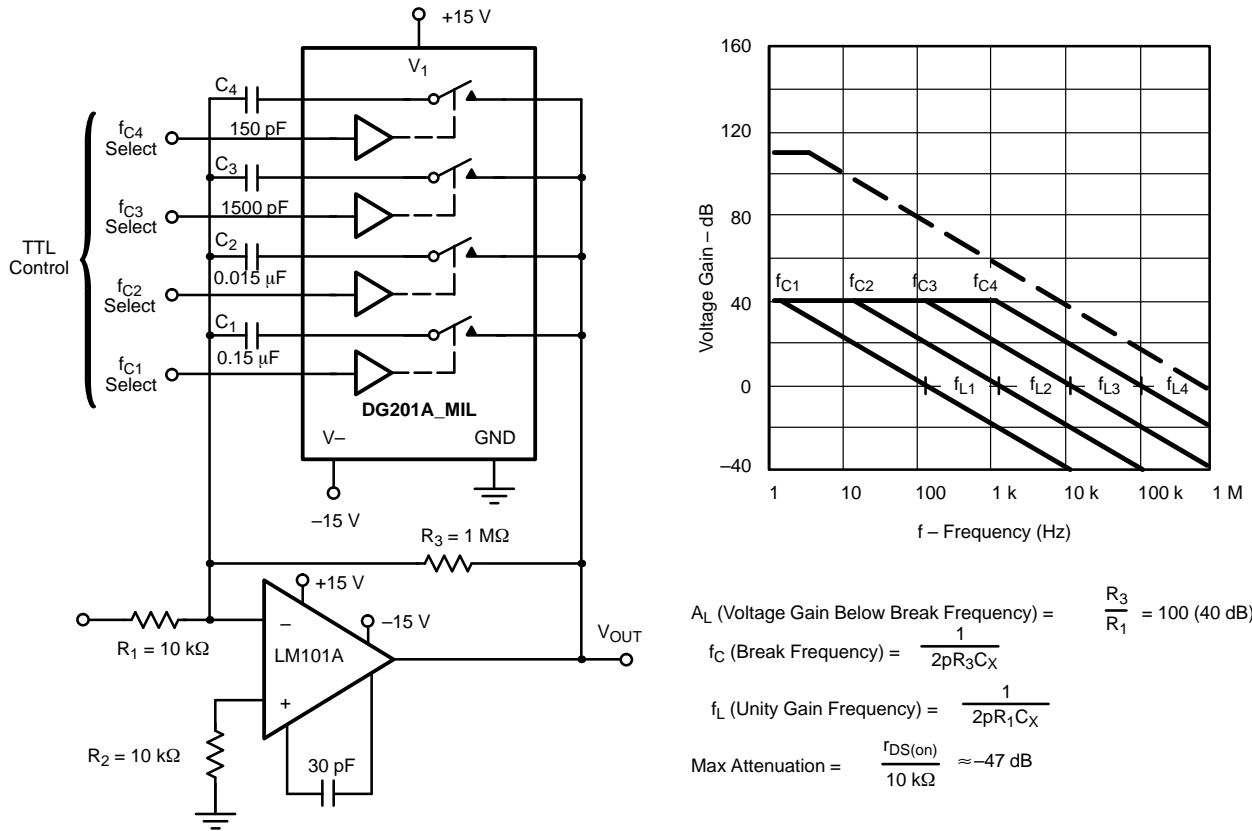 +15 V
V1
C4
150 pF
fC4
Select
C3
1500 pF
fC3
Select
TTL
Control
C2
0.015 μF
fC2
Select
C1
0.15 μF
fC1
Select
DG201A_MIL
V–
GND
–15 V
R3 = 1 MΩ
+15 V
–15 V
R1 = 10 kΩ
–
LM101A
+
VOUT
R2 = 10 kΩ
30 pF
160
120
80
40
0
–40
Voltage Gain – dB
fC1
fC2
fC3
fC4
fL1
fL2
fL3
fL4
1
10
100
1 k
10 k
100 k
1 M
f – Frequency (Hz)
AL (Voltage Gain Below Break Frequency) = R3 / R1 = 100 (40 dB)
fC (Break Frequency) = 1 / 2pR3CX
fL (Unity Gain Frequency) = 1 / 2pR1CX
Max Attenuation = rDS(on) / 10 kΩ ≈ –47 dB